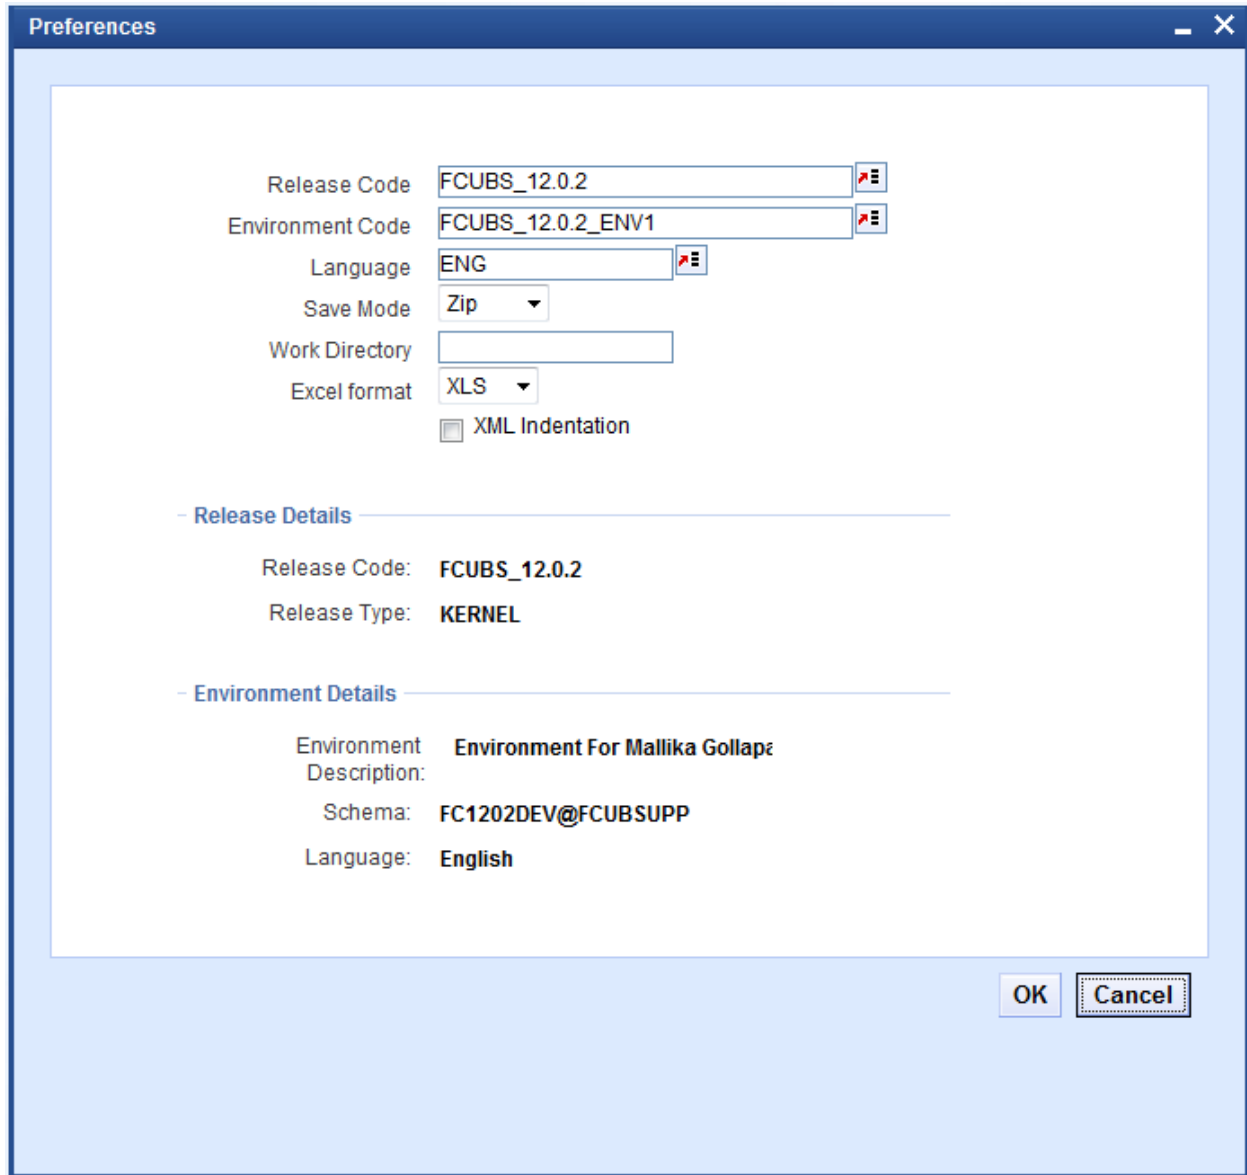 Preferences
Release Code FCUBS_12.0.2
Environment Code FCUBS_12.0.2_ENV1
Language ENG
Save Mode Zip
Work Directory
Excel format XLS
XML Indentation
Release Details
Release Code: FCUBS_12.0.2
Release Type: KERNEL
Environment Details
Environment Environment For Mallika Gollapa
Description:
Schema: FC1202DEV@FCUBSUPP
Language: English
OK Cancel